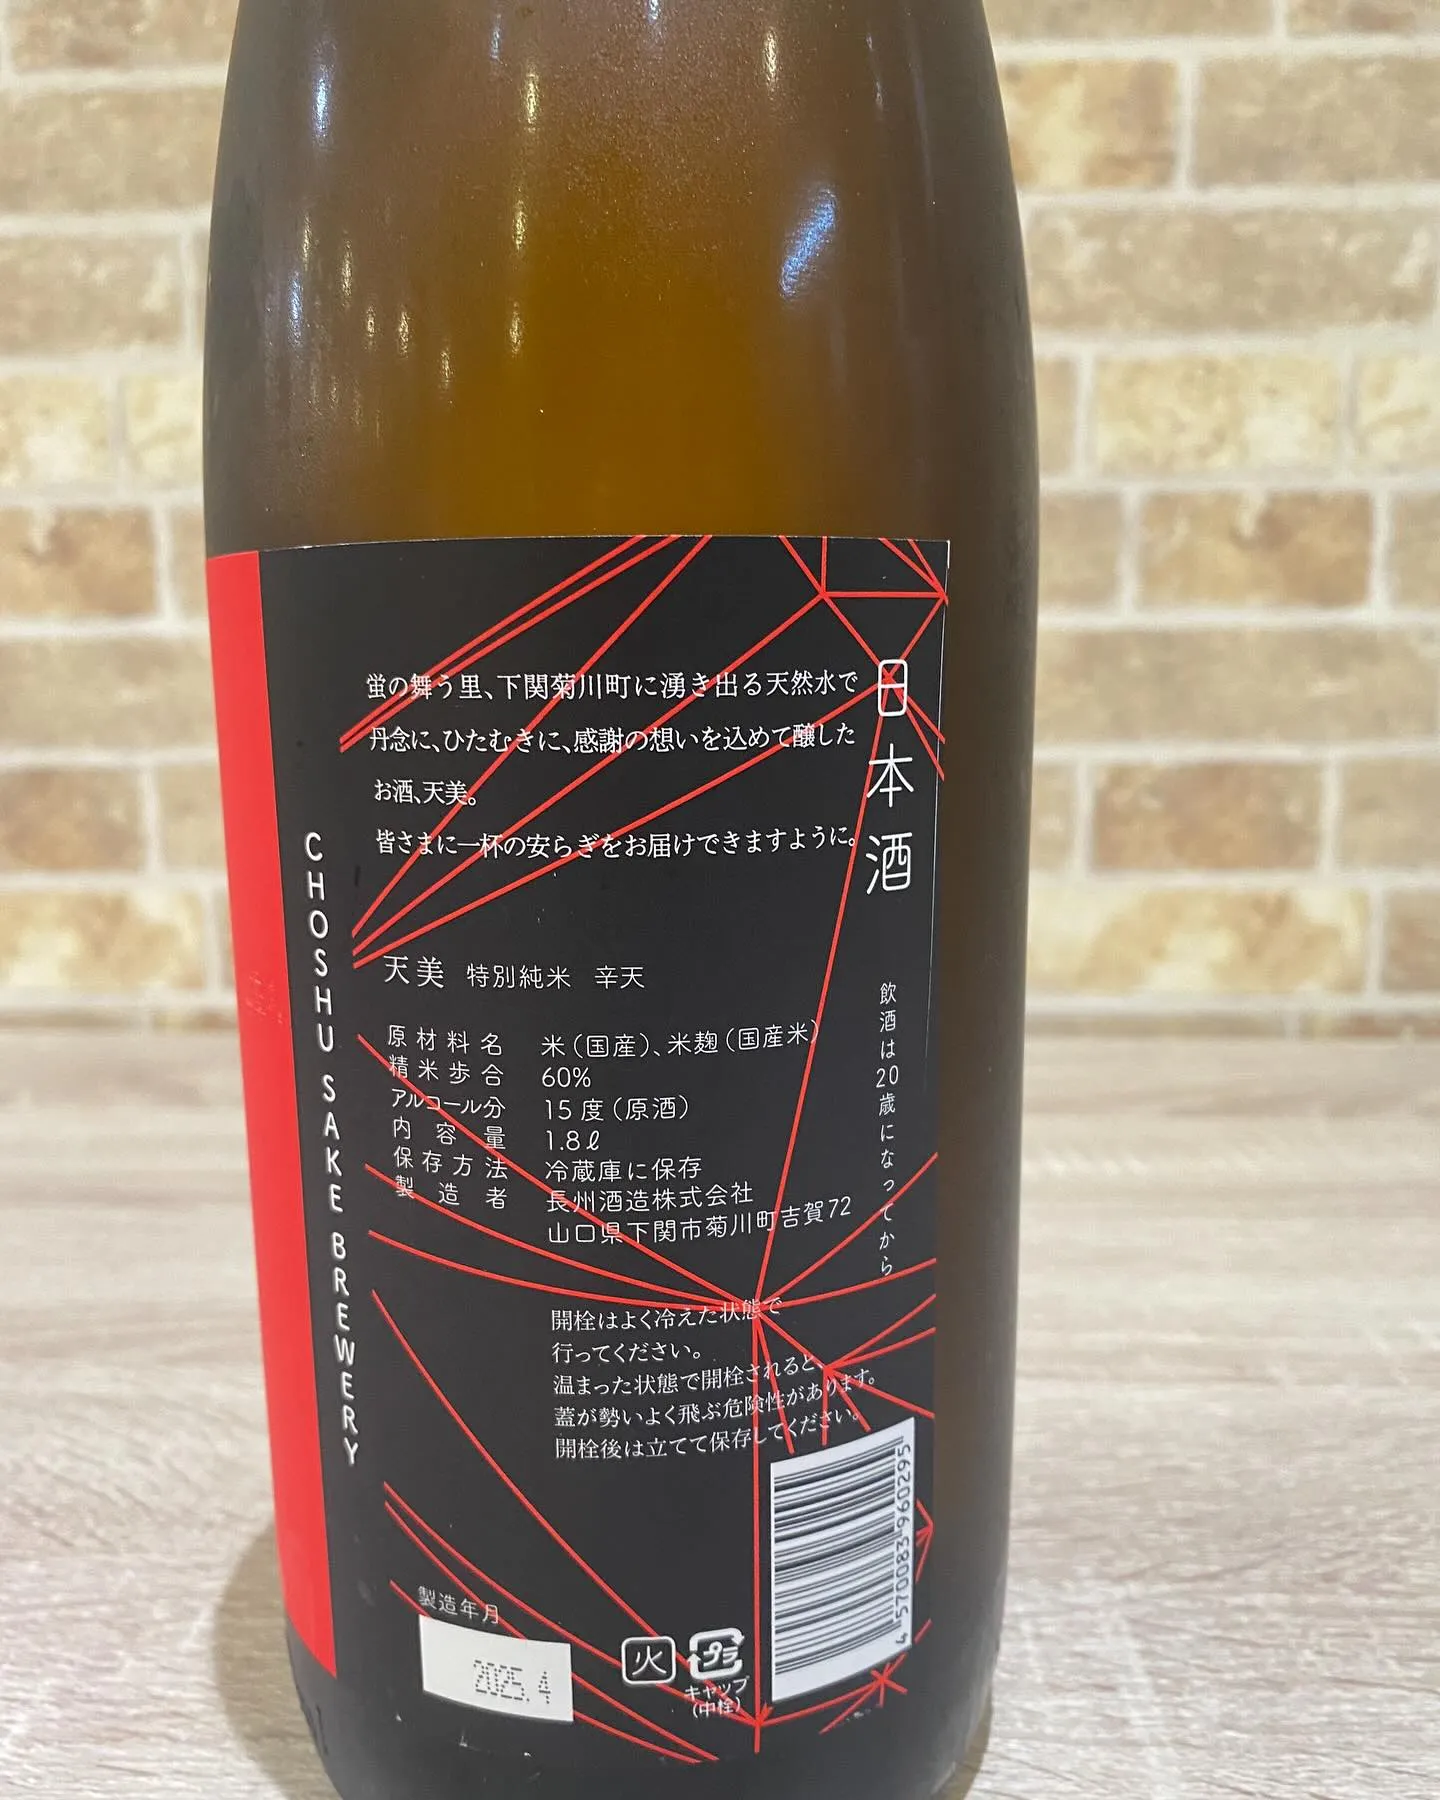 日本酒
蛍の舞う里、下関菊川町に湧き出る天然水で
丹念に、ひたむきに、感謝の想いを込めて醸した
お酒、天美。
皆さまに一杯の安らぎをお届けできますように。
飲酒は20歳になってから
天美 特別純米 辛天
原材料名 米（国産）、米麹（国産米）
精米歩合 60%
アルコール分 15度（原酒）
内容量 1.8ℓ
保存方法 冷蔵庫に保存
製造者 長州酒造株式会社
山口県下関市菊川町吉賀72
開栓はよく冷えた状態で
行ってください。
温まった状態で開栓されると、
蓋が勢いよく飛ぶ危険性があります。
開栓後は立てて保存してください。
CHOSHU SAKE BREWERY
製造年月
2025.4
火
プラ
キャップ
（中栓）
4 570083 960295